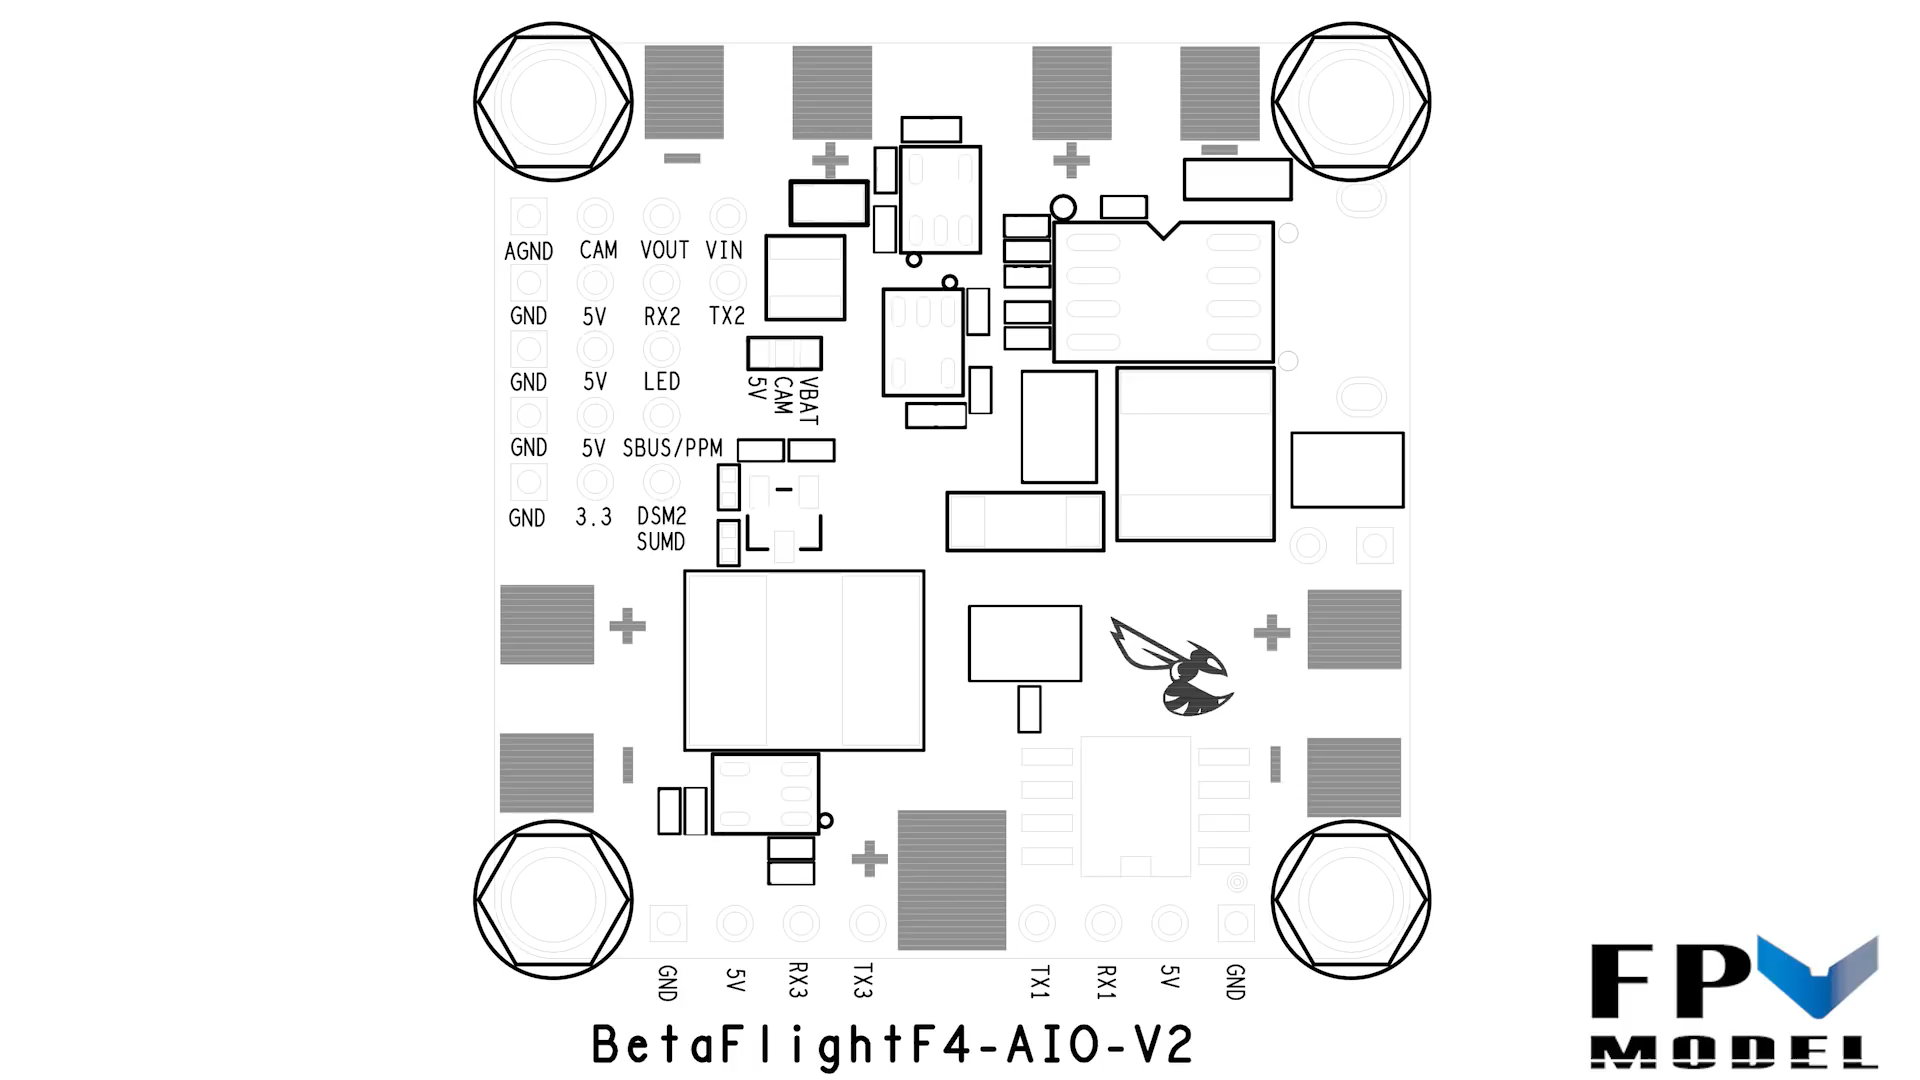 AGND CAM VOUT VIN
GND 5V RX2 TX2
GND 5V LED
5V
CAM
VBAT
GND 5V SBUS/PPM
GND 3.3 DSM2
SUMD
GND 5V RX3 TX3 TX1 RX1 5V GND
BetaFlightF4-AIO-V2
FPV
MODEL